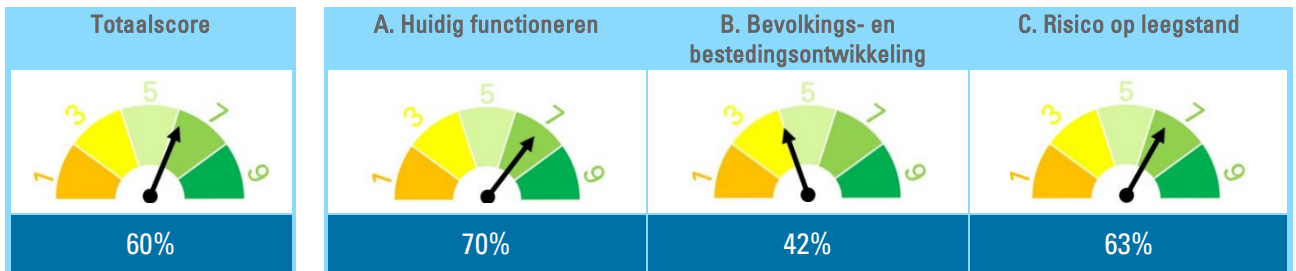 Totaalscore
A. Huidig functioneren
B. Bevolkings- en
bestedingsontwikkeling
C. Risico op leegstand
1 3 5 7 9
1 3 5 7 9
1 3 5 7 9
1 3 5 7 9
60%
70%
42%
63%